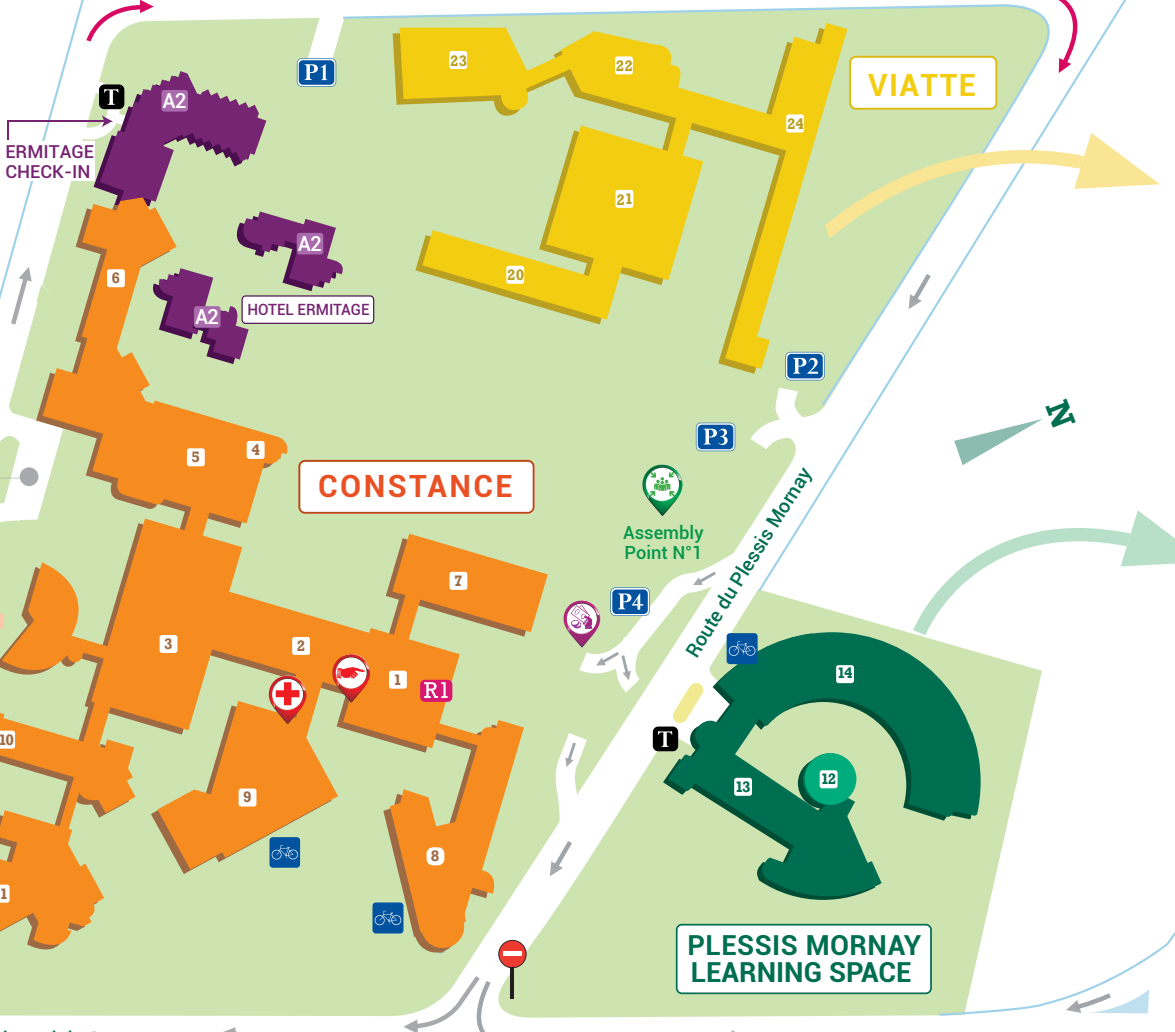 P1
23
22
VIATTE
T
A2
24
ERMITAGE
CHECK-IN
21
A2
6
20
A2
HOTEL ERMITAGE
P2
N
P3
5
4
CONSTANCE
Assembly
Point N°1
Route du Plessis Mornay
7
P4
3
2
1
R1
14
10
T
13
12
9
8
1
PLESSIS MORNAY
LEARNING SPACE